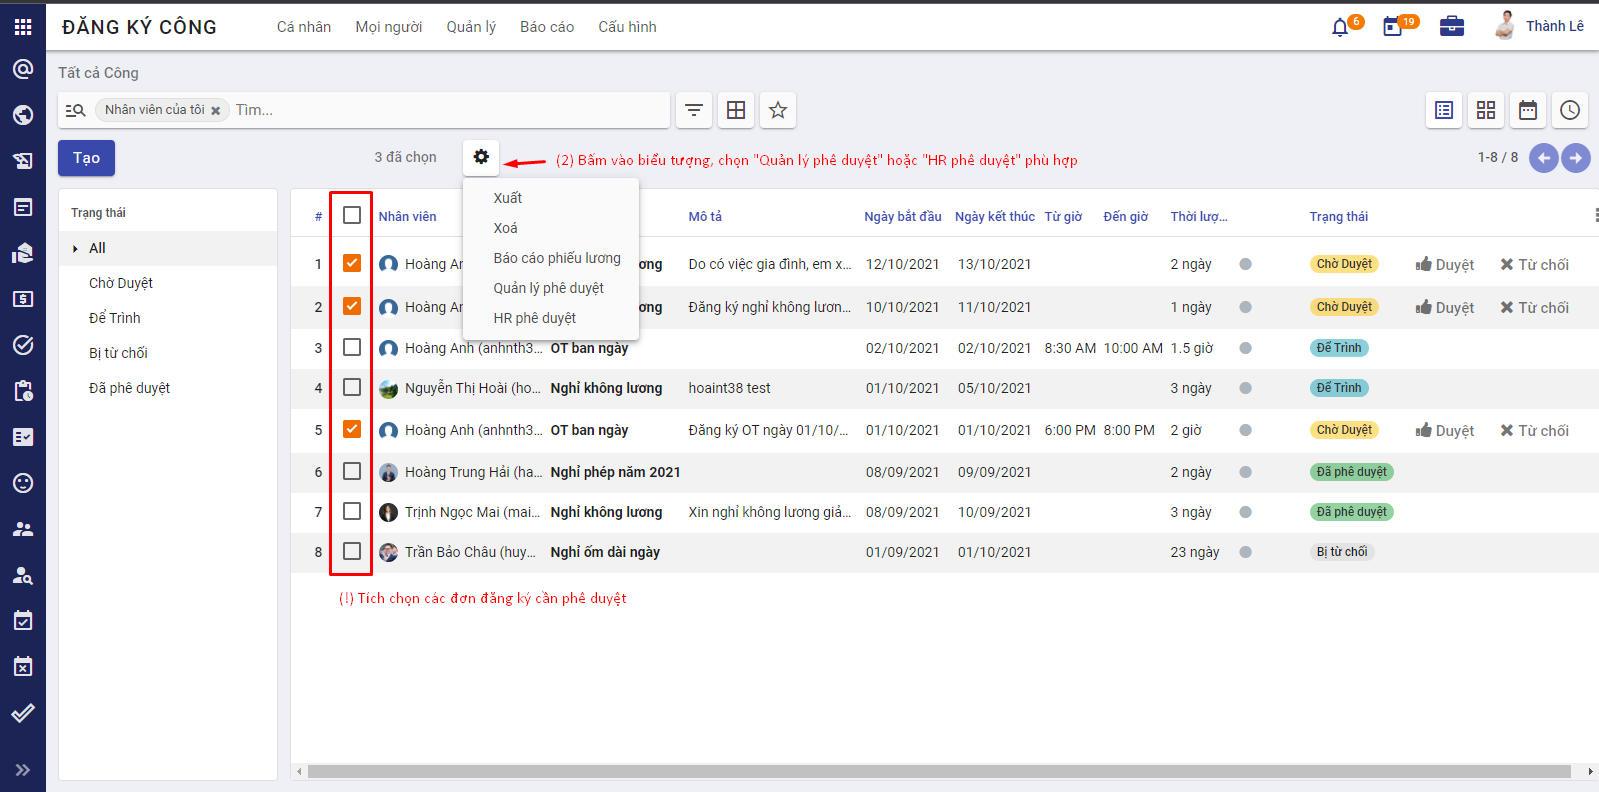 ĐĂNG KÝ CÔNG Cá nhân Mọi người Quản lý Báo cáo Cấu hình 6 19 Thành Lê
Tất cả Công
Nhân viên của tôi Tìm...
Tạo 3 đã chọn (2) Bấm vào biểu tượng, chọn "Quản lý phê duyệt" hoặc "HR phê duyệt" phù hợp 1-8 / 8
Xuất
Xoá
Báo cáo phiếu lương
Quản lý phê duyệt
HR phê duyệt
Trạng thái
All
Chờ Duyệt
Để Trình
Bị từ chối
Đã phê duyệt
# Nhân viên Mô tả Ngày bắt đầu Ngày kết thúc Từ giờ Đến giờ Thời lượ... Trạng thái
1 Hoàng An ương Do có việc gia đình, em x... 12/10/2021 13/10/2021 2 ngày Chờ Duyệt Duyệt Từ chối
2 Hoàng An ương Đăng ký nghỉ không lươn... 10/10/2021 11/10/2021 1 ngày Chờ Duyệt Duyệt Từ chối
3 Hoàng Anh (anhnth3... OT ban ngày 02/10/2021 02/10/2021 8:30 AM 10:00 AM 1.5 giờ Để Trình
4 Nguyễn Thị Hoài (ho... Nghỉ không lương hoaint38 test 01/10/2021 05/10/2021 3 ngày Để Trình
5 Hoàng Anh (anhnth3... OT ban ngày Đăng ký OT ngày 01/10/... 01/10/2021 01/10/2021 6:00 PM 8:00 PM 2 giờ Chờ Duyệt Duyệt Từ chối
6 Hoàng Trung Hải (ha... Nghỉ phép năm 2021 08/09/2021 09/09/2021 2 ngày Đã phê duyệt
7 Trịnh Ngọc Mai (mai... Nghỉ không lương Xin nghỉ không lương giả... 08/09/2021 10/09/2021 3 ngày Đã phê duyệt
8 Trần Bảo Châu (huy... Nghỉ ốm dài ngày 01/09/2021 01/10/2021 23 ngày Bị từ chối
(!) Tích chọn các đơn đăng ký cần phê duyệt